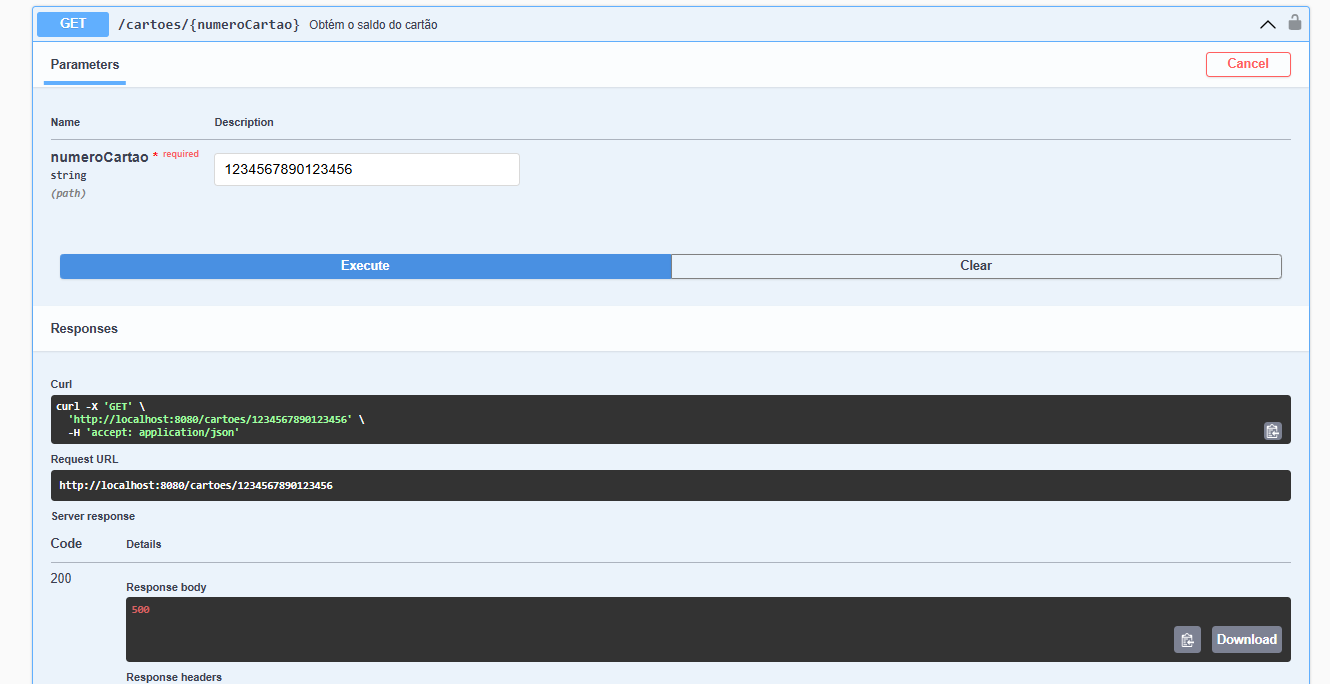 GET /cartoes/{numeroCartao} Obtém o saldo do cartão
Parameters
Cancel
Name Description
numeroCartao * required
string
(path)
1234567890123456
Execute Clear
Responses
Curl
curl -X 'GET' \
'http://localhost:8080/cartoes/1234567890123456' \
-H 'accept: application/json'
Request URL
http://localhost:8080/cartoes/1234567890123456
Server response
Code Details
200
Response body
500
Download
Response headers